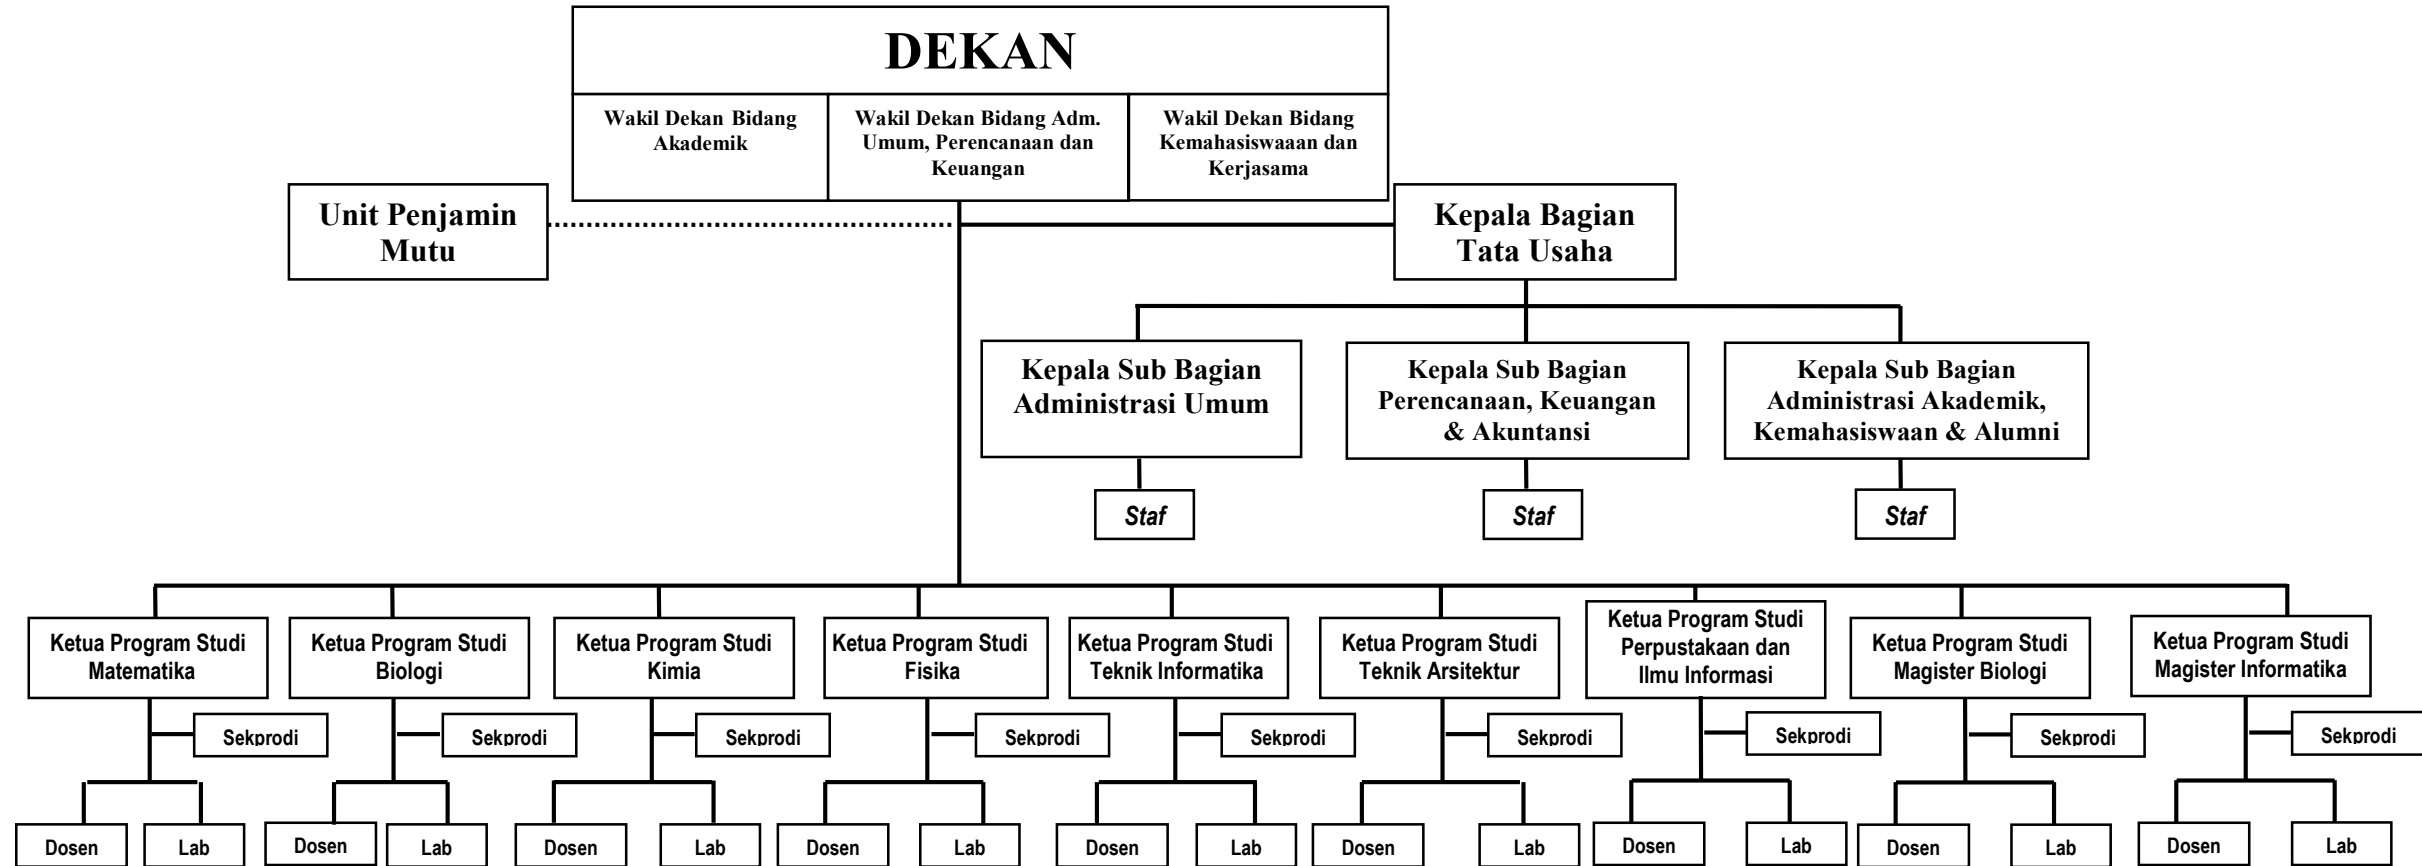 DEKAN
Wakil Dekan Bidang
Akademik
Wakil Dekan Bidang Adm.
Umum, Perencanaan dan
Keuangan
Wakil Dekan Bidang
Kemahasiswaaan dan
Kerjasama
Unit Penjamin
Mutu
Kepala Bagian
Tata Usaha
Kepala Sub Bagian
Administrasi Umum
Kepala Sub Bagian
Perencanaan, Keuangan
& Akuntansi
Kepala Sub Bagian
Administrasi Akademik,
Kemahasiswaan & Alumni
Staf
Staf
Staf
Ketua Program Studi
Matematika
Ketua Program Studi
Biologi
Ketua Program Studi
Kimia
Ketua Program Studi
Fisika
Ketua Program Studi
Teknik Informatika
Ketua Program Studi
Teknik Arsitektur
Ketua Program Studi
Perpustakaan dan
Ilmu Informasi
Ketua Program Studi
Magister Biologi
Ketua Program Studi
Magister Informatika
Sekprodi
Sekprodi
Sekprodi
Sekprodi
Sekprodi
Sekprodi
Sekprodi
Sekprodi
Sekprodi
Dosen
Lab
Dosen
Lab
Dosen
Lab
Dosen
Lab
Dosen
Lab
Dosen
Lab
Dosen
Lab
Dosen
Lab
Dosen
Lab